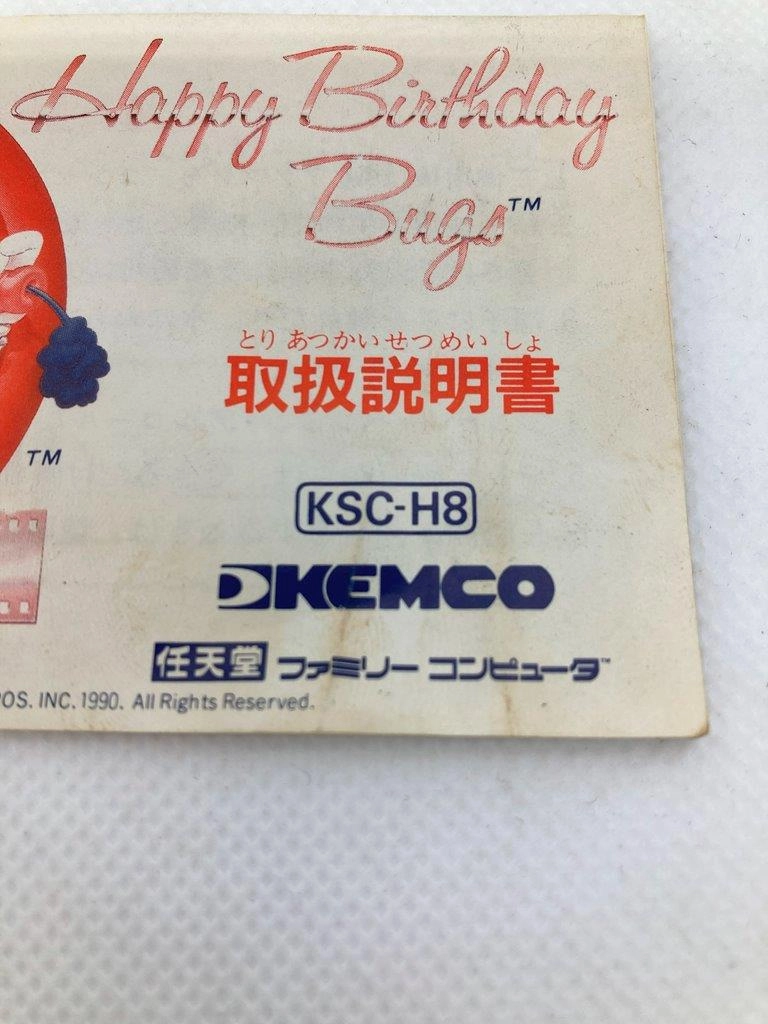 Happy Birthday
Bugs™
とりあつかいせつめいしょ
取扱説明書
TM
KSC-H8
KEMCO
任天堂 ファミリーコンピュータ™
OS. INC. 1990. All Rights Reserved.